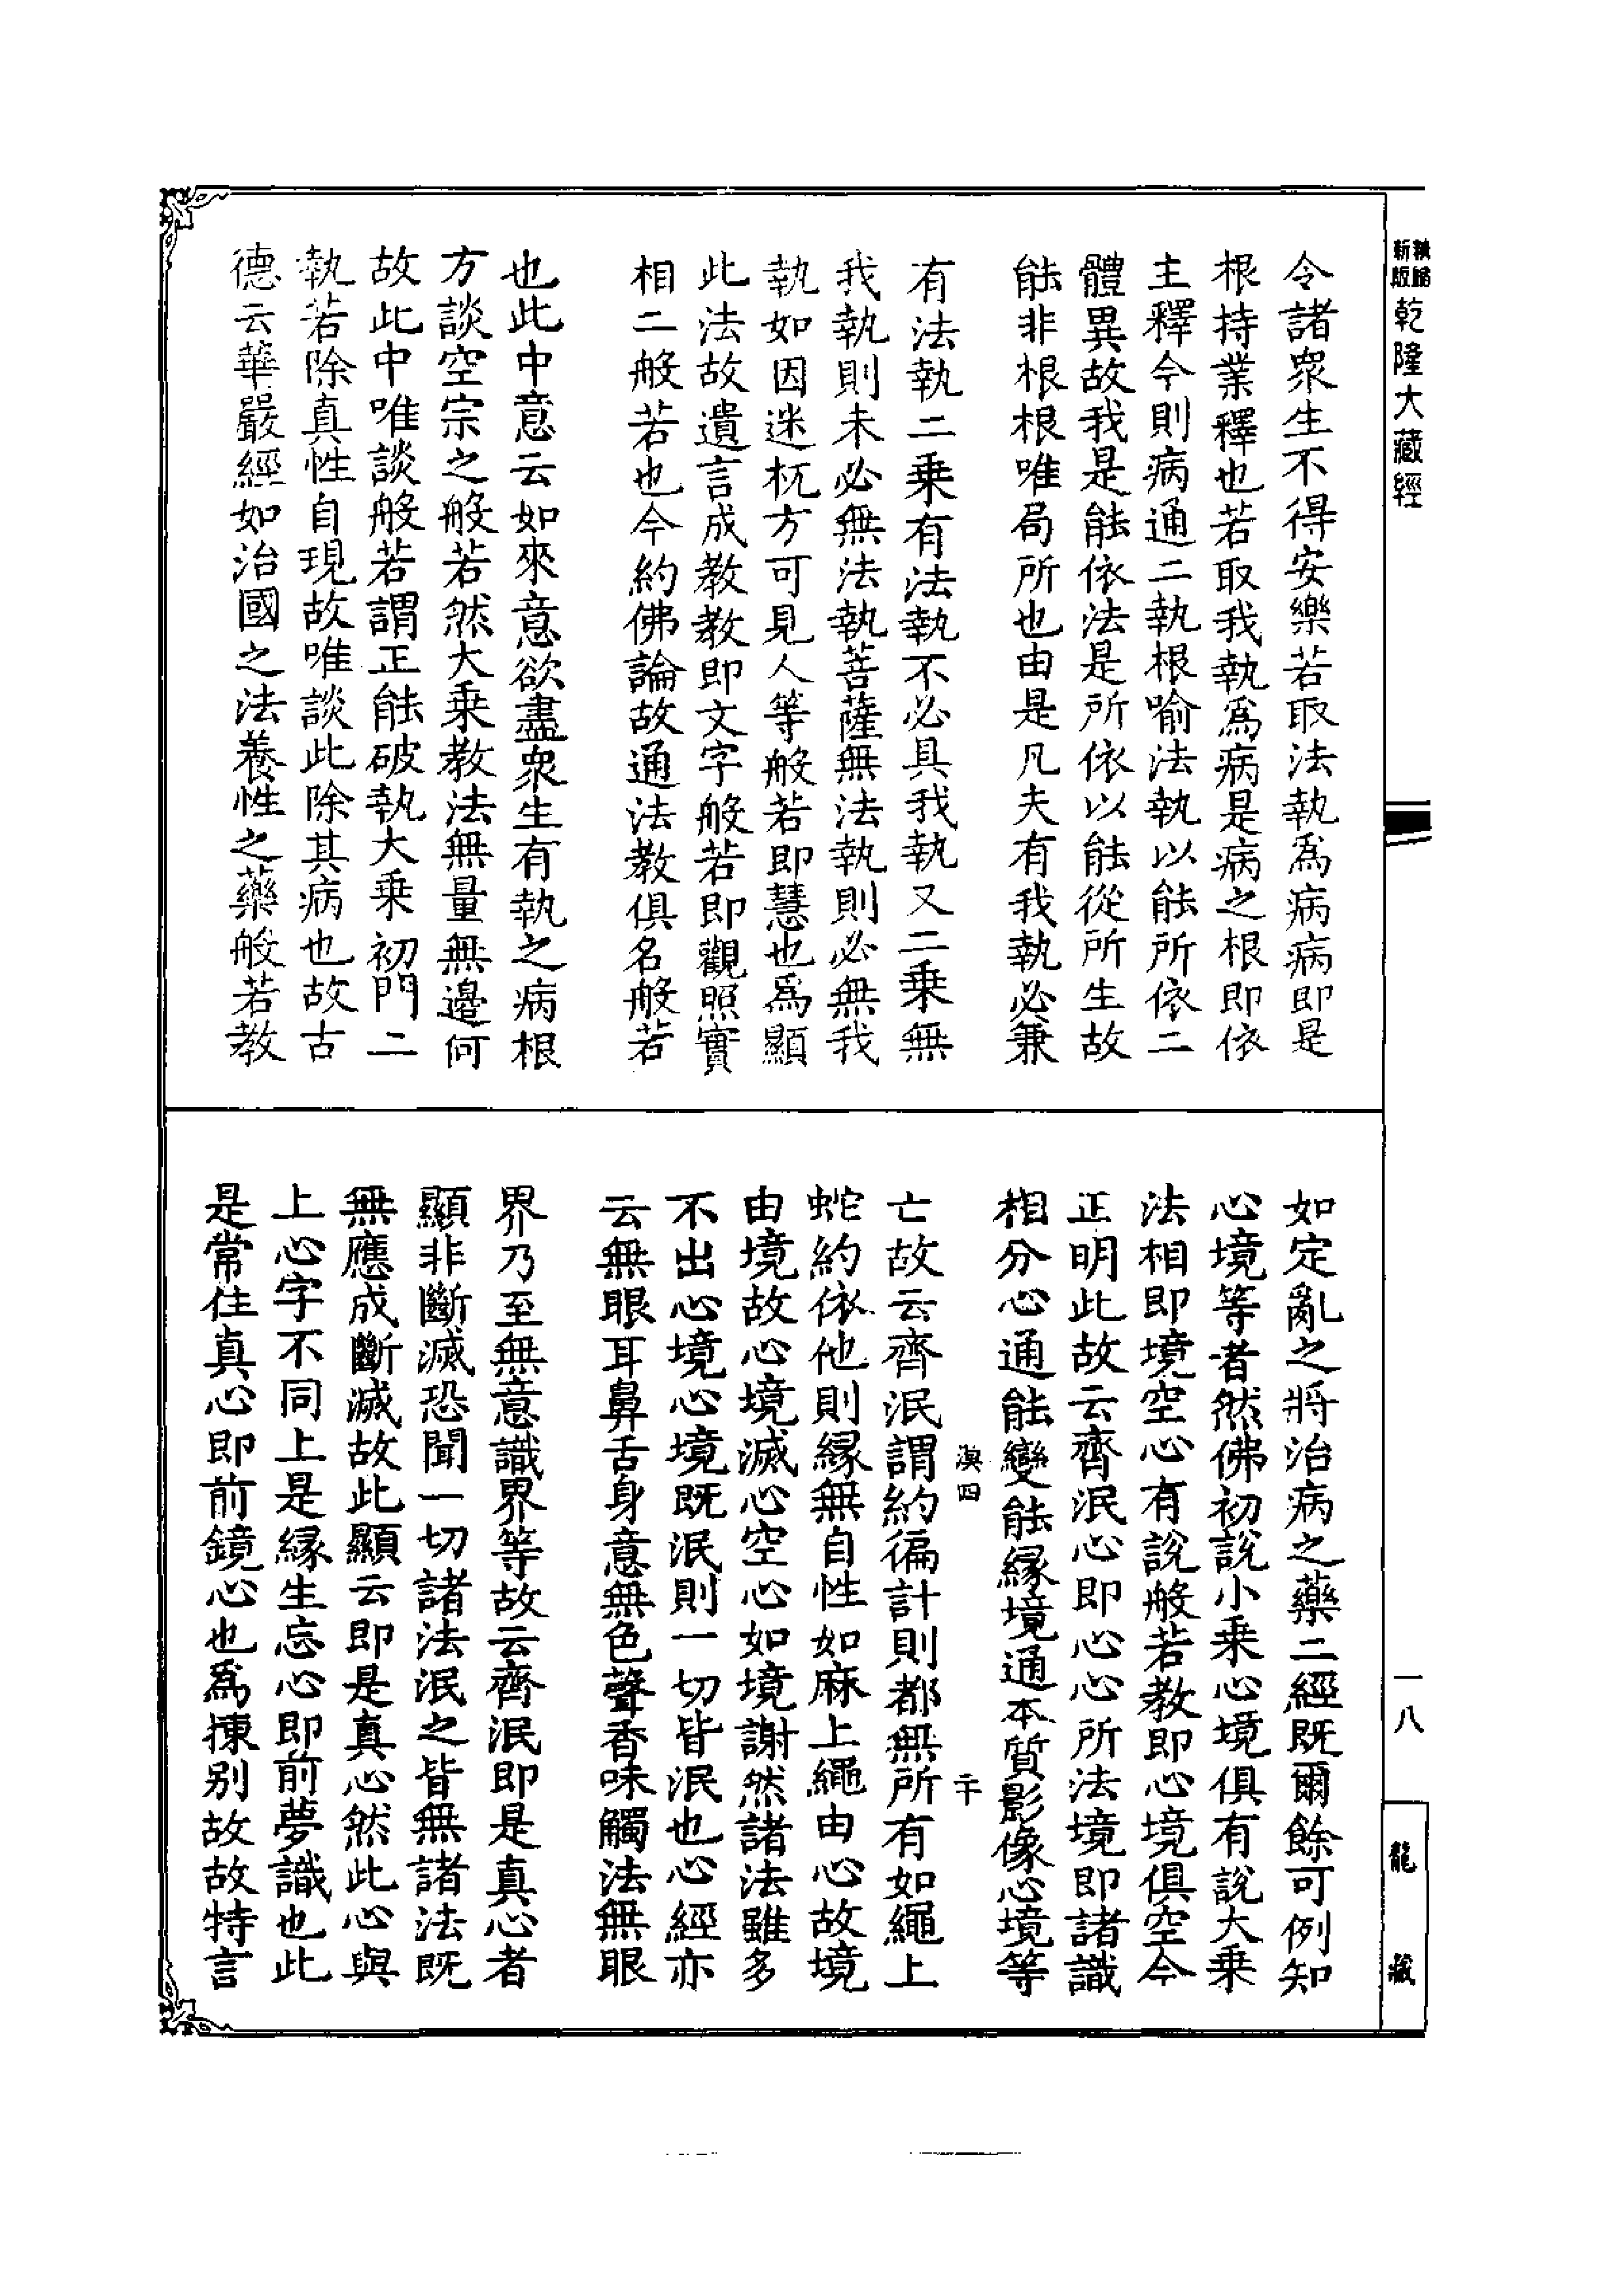 新版
乾隆大藏經
令諸衆生不得安樂若取法執爲病病即是
根持業釋也若取我執爲病是病之根即依
主釋今則病通二執根喻法執以能所依二
體異故我是能依法是所依以能從所生故
能非根根唯局所也由是凡夫有我執必兼
有法執二乗有法執不必具我執又二乗無
我執則未必無法執菩薩無法執則必無我
執如因迷杌方可見人等般若即慧也爲顯
此法故遺言成教教即文字般若即觀照實
相二般若也今約佛論故通法教俱名般若
也此中意云如來意欲盡衆生有執之病根
方談空宗之般若然大乗教法無量無邊何
故此中唯談般若謂正能破執大乗初門二
執若除真性自現故唯談此除其病也故古
德云華嚴經如治國之法養性之藥般若教
如定亂之將治病之藥二經既爾餘可例知
心境等者然佛初說小乗心境俱有說大乗
法相即境空心有說般若教即心境俱空今
正明此故云齊泯心即心心所法境即諸識
相分心通能變能縁境通本質影像心境等
亡故云齊泯謂約徧計則都無所有如繩上
蛇約依他則縁無自性如麻上繩由心故境
由境故心境滅心空心如境謝然諸法雖多
不出心境心境既泯則一切皆泯也心經亦
云無眼耳鼻舌身意無色聲香味觸法無眼
界乃至無意識界等故云齊泯即是真心者
顯非斷滅恐聞一切諸法泯之皆無諸法既
無應成斷滅故此顯云即是真心然此心與
上心字不同上是縁生忘心即前夢識也此
是常住真心即前鏡心也爲揀别故故特言
漠四
二十
一八
龍藏